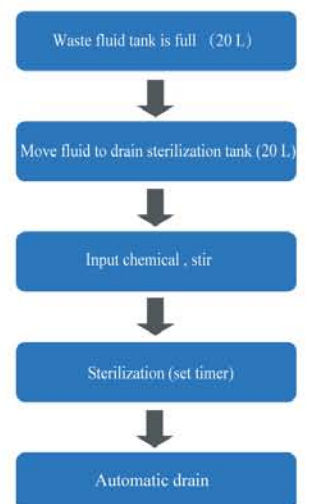 Waste fluid tank is full （20 L）
Move fluid to drain sterilization tank (20 L)
Input chemical , stir
Sterilization (set timer)
Automatic drain